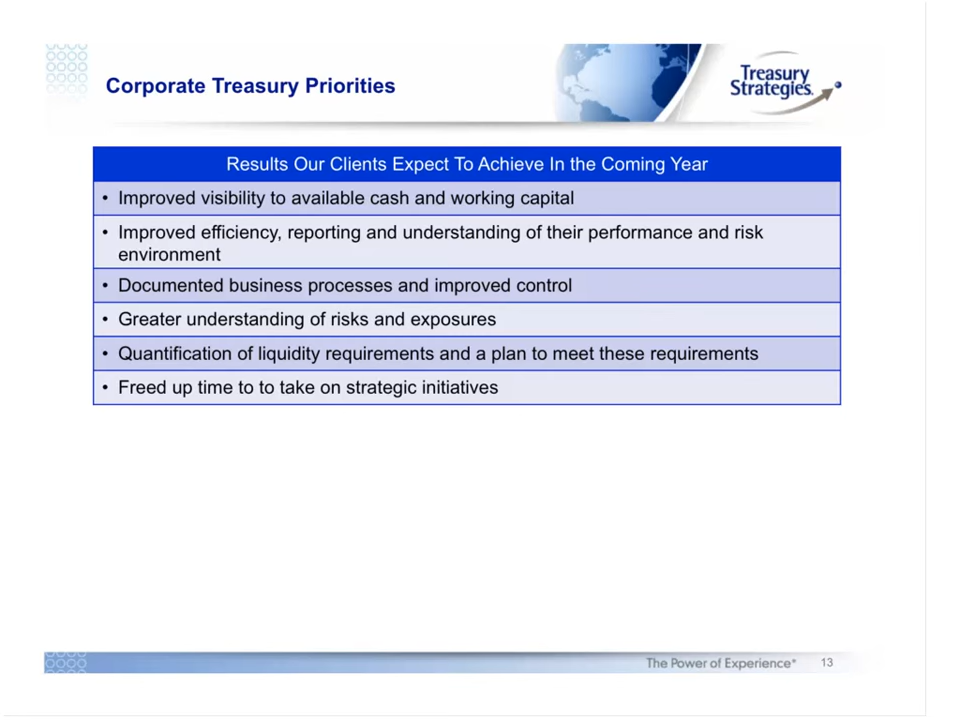 Corporate Treasury Priorities
Treasury
Strategies.
Results Our Clients Expect To Achieve In the Coming Year
• Improved visibility to available cash and working capital
• Improved efficiency, reporting and understanding of their performance and risk
environment
• Documented business processes and improved control
• Greater understanding of risks and exposures
• Quantification of liquidity requirements and a plan to meet these requirements
• Freed up time to to take on strategic initiatives
The Power of Experience®
13